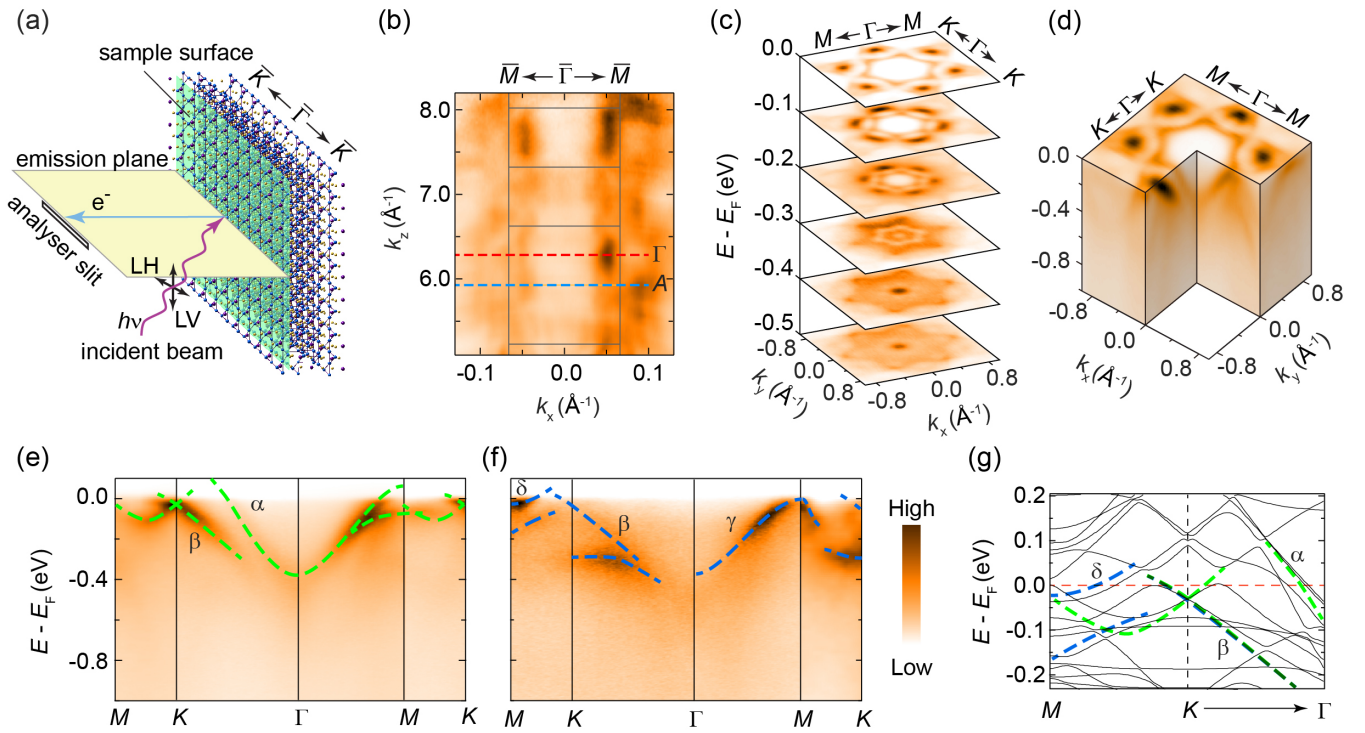 (a)
sample surface
K̅ ← Γ̅ → K̅
emission plane
e⁻
analyser slit
LH
LV
hν
incident beam
(b)
M̅ ← Γ̅ → M̅
8.0
7.0
6.0
k_z (Å⁻¹)
Γ
A
-0.1 0.0 0.1
k_x (Å⁻¹)
(c)
M ← Γ → M
K ← Γ → K
0.0
-0.1
-0.2
-0.3
-0.4
-0.5
E - E_F (eV)
-0.8 0.0 0.8
k_y (Å⁻¹)
-0.8 0.0 0.8
k_x (Å⁻¹)
(d)
K ← Γ → K
M ← Γ → M
0.0
-0.4
-0.8
-0.8 0.0 0.8
k_x (Å⁻¹)
-0.8 0.0 0.8
k_y (Å⁻¹)
(e)
0.0
-0.4
-0.8
E - E_F (eV)
α
β
M K Γ M K
(f)
δ
β
γ
M K Γ M K
High
Low
(g)
0.2
0.1
0.0
-0.1
-0.2
E - E_F (eV)
δ
α
β
M K → Γ